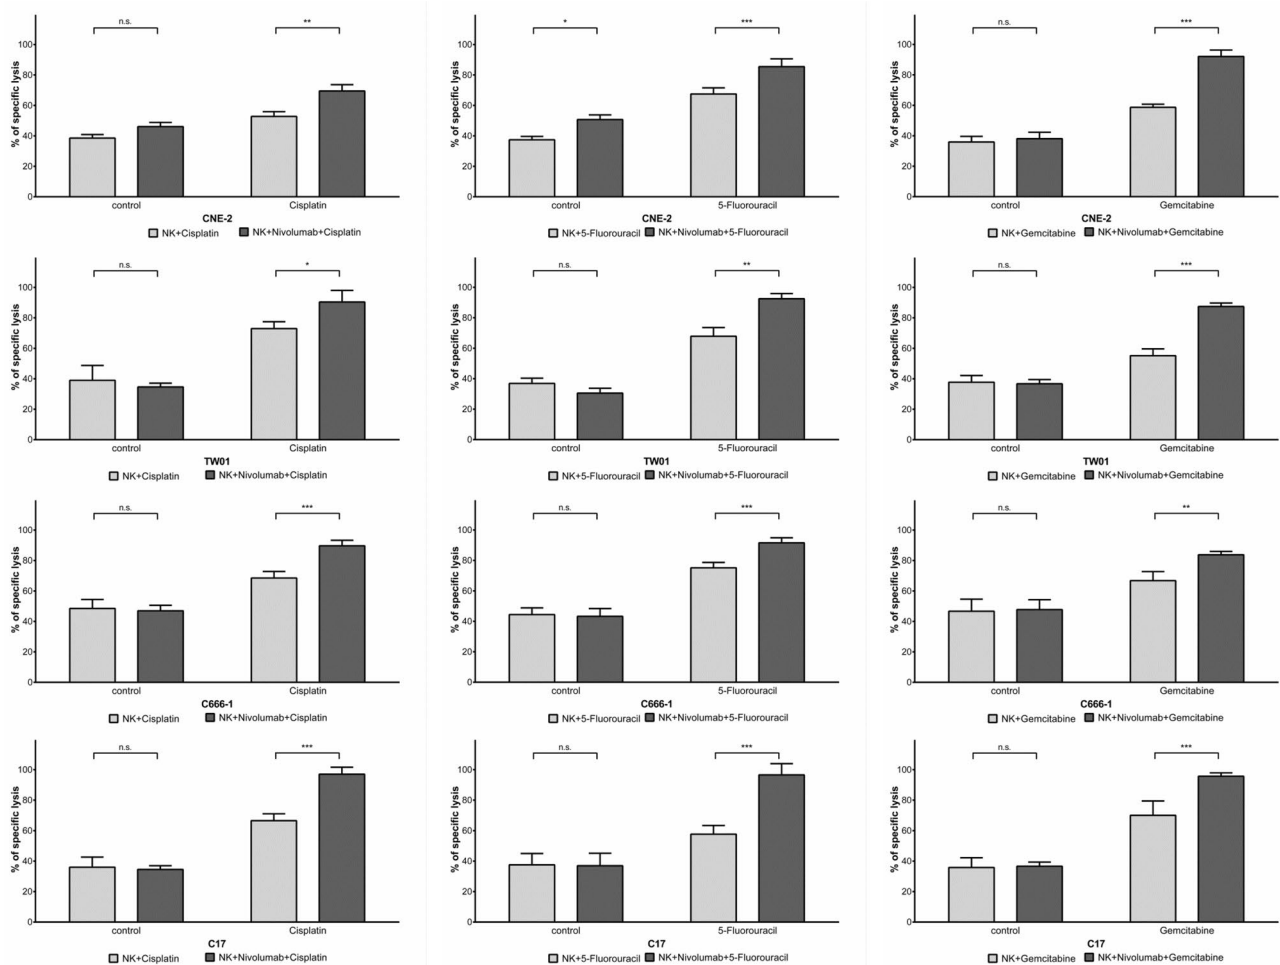 n.s.
**
100
80
60
40
20
0
% of specific lysis
control
Cisplatin
CNE-2
NK+Cisplatin
NK+Nivolumab+Cisplatin
*
***
100
80
60
40
20
0
% of specific lysis
control
5-Fluorouracil
CNE-2
NK+5-Fluorouracil
NK+Nivolumab+5-Fluorouracil
n.s.
***
100
80
60
40
20
0
% of specific lysis
control
Gemcitabine
CNE-2
NK+Gemcitabine
NK+Nivolumab+Gemcitabine
n.s.
*
100
80
60
40
20
0
% of specific lysis
control
Cisplatin
TW01
NK+Cisplatin
NK+Nivolumab+Cisplatin
n.s.
**
100
80
60
40
20
0
% of specific lysis
control
5-Fluorouracil
TW01
NK+5-Fluorouracil
NK+Nivolumab+5-Fluorouracil
n.s.
***
100
80
60
40
20
0
% of specific lysis
control
Gemcitabine
TW01
NK+Gemcitabine
NK+Nivolumab+Gemcitabine
n.s.
***
100
80
60
40
20
0
% of specific lysis
control
Cisplatin
C666-1
NK+Cisplatin
NK+Nivolumab+Cisplatin
n.s.
***
100
80
60
40
20
0
% of specific lysis
control
5-Fluorouracil
C666-1
NK+5-Fluorouracil
NK+Nivolumab+5-Fluorouracil
n.s.
**
100
80
60
40
20
0
% of specific lysis
control
Gemcitabine
C666-1
NK+Gemcitabine
NK+Nivolumab+Gemcitabine
n.s.
***
100
80
60
40
20
0
% of specific lysis
control
Cisplatin
C17
NK+Cisplatin
NK+Nivolumab+Cisplatin
n.s.
***
100
80
60
40
20
0
% of specific lysis
control
5-Fluorouracil
C17
NK+5-Fluorouracil
NK+Nivolumab+5-Fluorouracil
n.s.
***
100
80
60
40
20
0
% of specific lysis
control
Gemcitabine
C17
NK+Gemcitabine
NK+Nivolumab+Gemcitabine